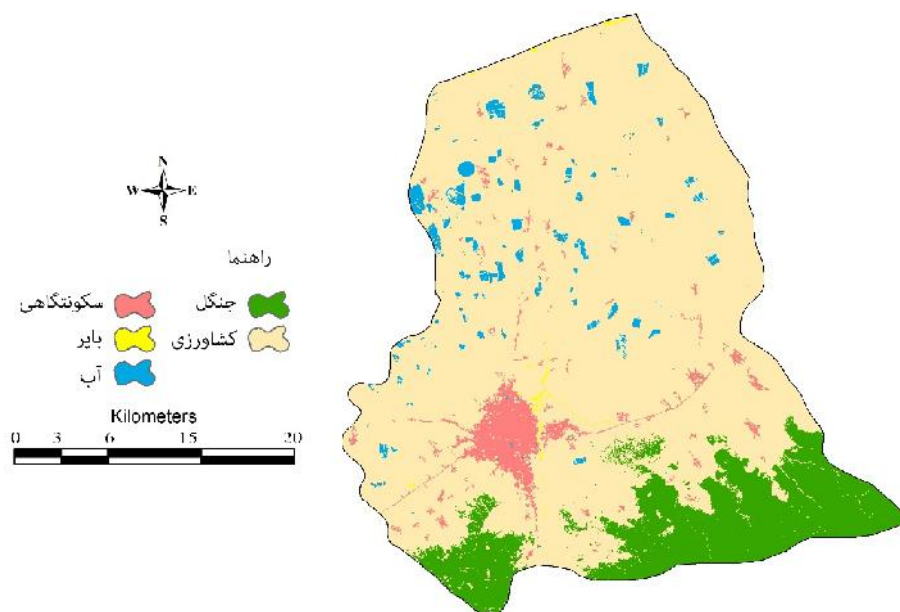 N
W E
S
راهنما
جنگل سکونتگاهی
کشاورزی بایر
آب
Kilometers
0 3 6 15 20